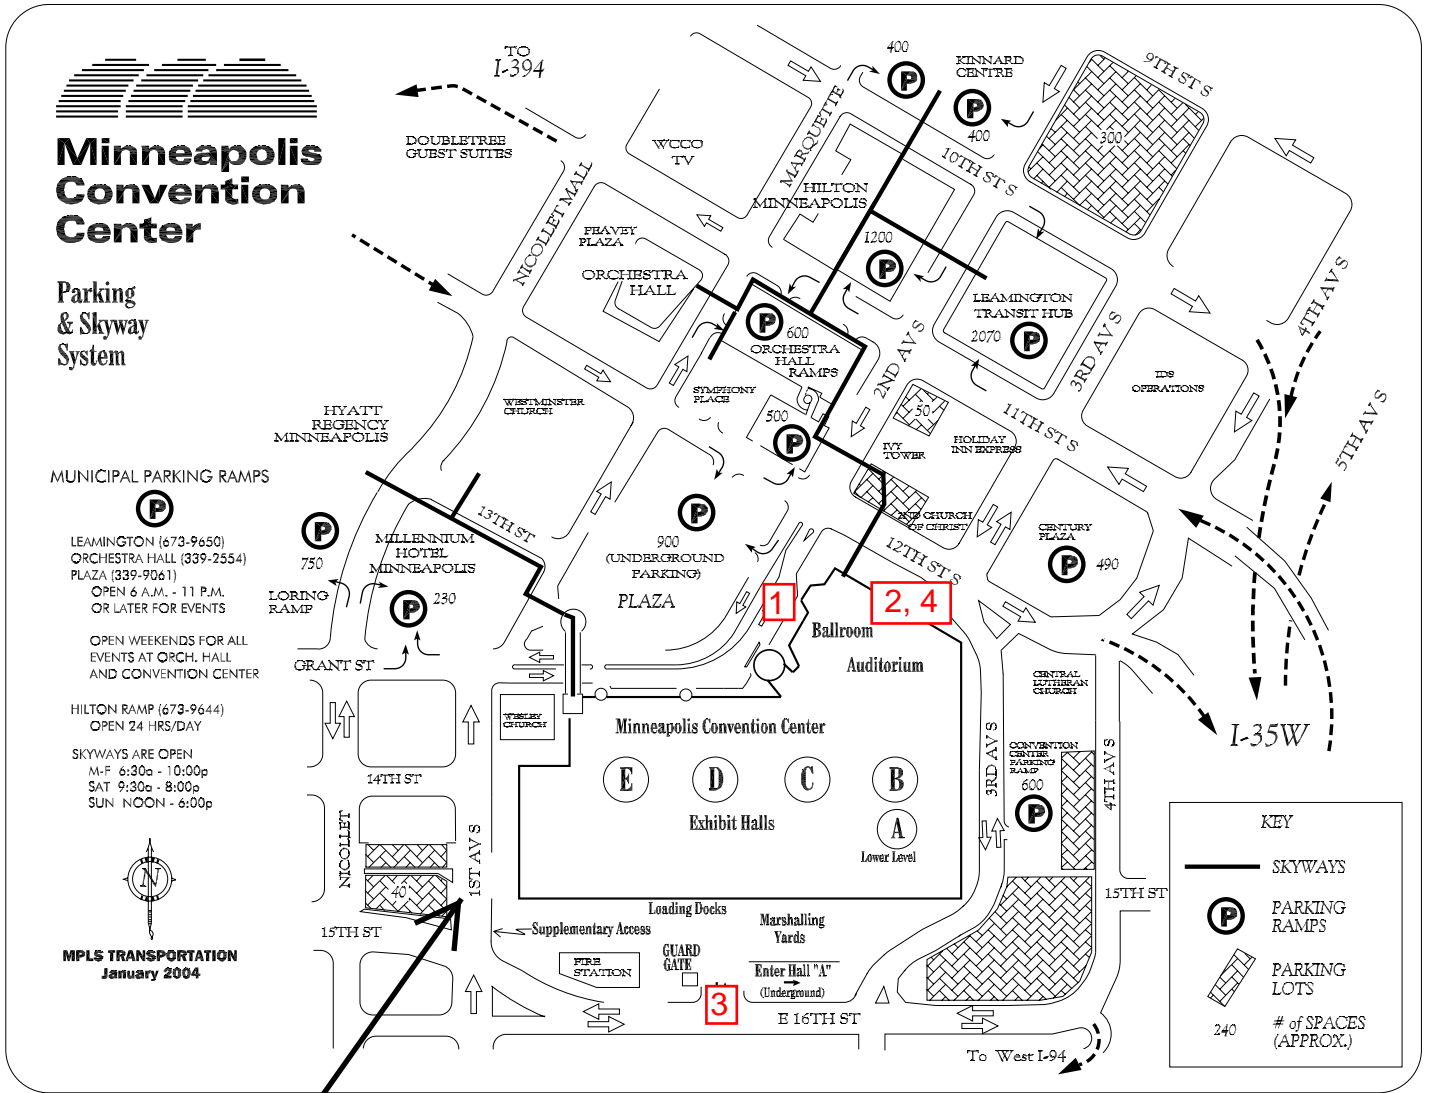 Minneapolis
Convention
Center
Parking
& Skyway
System
MUNICIPAL PARKING RAMPS
P
LEAMINGTON (673-9650)
ORCHESTRA HALL (339-2554)
PLAZA (339-9061)
OPEN 6 A.M. - 11 P.M.
OR LATER FOR EVENTS
OPEN WEEKENDS FOR ALL
EVENTS AT ORCH. HALL
AND CONVENTION CENTER
HILTON RAMP (673-9644)
OPEN 24 HRS/DAY
SKYWAYS ARE OPEN
M-F 6:30a - 10:00p
SAT 9:30a - 8:00p
SUN NOON - 6:00p
N
MPLS TRANSPORTATION
January 2004
TO
I-394
DOUBLETREE
GUEST SUITES
NICOLLET MALL
WCCO
TV
MARQUETTE
400
P
KINNARD
CENTRE
P
400
9TH ST S
300
10TH ST S
HILTON
MINNEAPOLIS
1200
P
PEAVEY
PLAZA
ORCHESTRA
HALL
P
600
ORCHESTRA
HALL
RAMPS
LEAMINGTON
TRANSIT HUB
2070
P
2ND AV S
3RD AV S
4TH AV S
5TH AV S
IDS
OPERATIONS
SYMPHONY
PLACE
500
P
50
IVY
TOWER
HOLIDAY
INN EXPRESS
11TH ST S
2ND CHURCH
OF CHRIST
WESTMINSTER
CHURCH
HYATT
REGENCY
MINNEAPOLIS
P
750
LORING
RAMP
13TH ST
MILLENNIUM
HOTEL
MINNEAPOLIS
P
230
GRANT ST
P
900
(UNDERGROUND
PARKING)
PLAZA
12TH ST S
CENTURY
PLAZA
P
490
1
2, 4
Ballroom
Auditorium
CENTRAL
LUTHERAN
CHURCH
WESLEY
CHURCH
Minneapolis Convention Center
E
D
C
B
A
Exhibit Halls
Lower Level
3RD AV S
CONVENTION
CENTER
PARKING
RAMP
600
P
4TH AV S
I-35W
14TH ST
NICOLLET
1ST AV S
40
15TH ST
15TH ST
Loading Docks
Supplementary Access
Marshalling
Yards
FIRE
STATION
GUARD
GATE
Enter Hall "A"
(Underground)
3
E 16TH ST
To West I-94
KEY
SKYWAYS
P
PARKING
RAMPS
PARKING
LOTS
240
# of SPACES
(APPROX.)